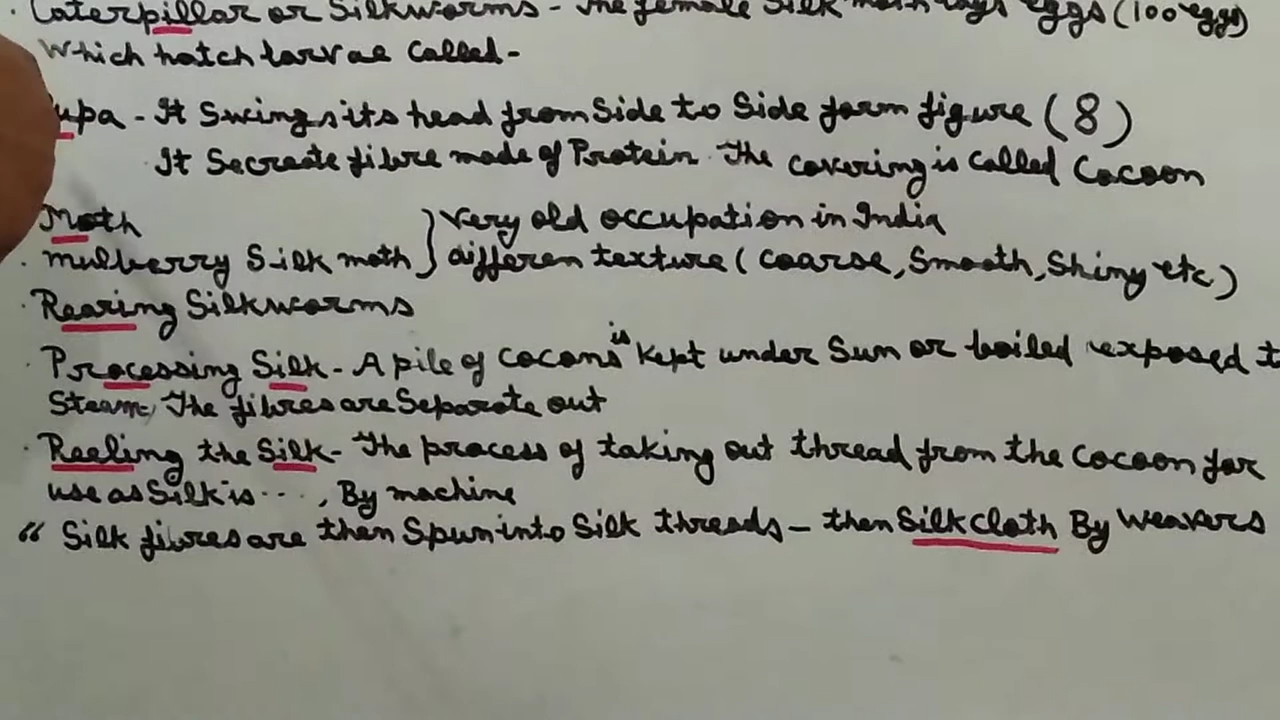 · Caterpillar or Silkworms - The female Silk moth lays eggs (100 eggs)
Which hatch larvae Called -
upa - It Swings its head from Side to Side form figure (8)
It Secreate fibre made of Protein. The covering is Called Cocoon
Moth } Very old occupation in India
· Mulberry Silk moth } differen texture (Coarse, Smooth, Shiny etc)
· Rearing Silkworms
· Processing Silk - A pile of Cocons is Kept under Sun or boiled exposed t
Steam, The fibres are Separate out
· Reeling the Silk - The process of taking out thread from the Cocoon for
use as Silk is ···, By machine
“ Silk fibres are then Spun into Silk threads – then Silk Cloth By Weavers